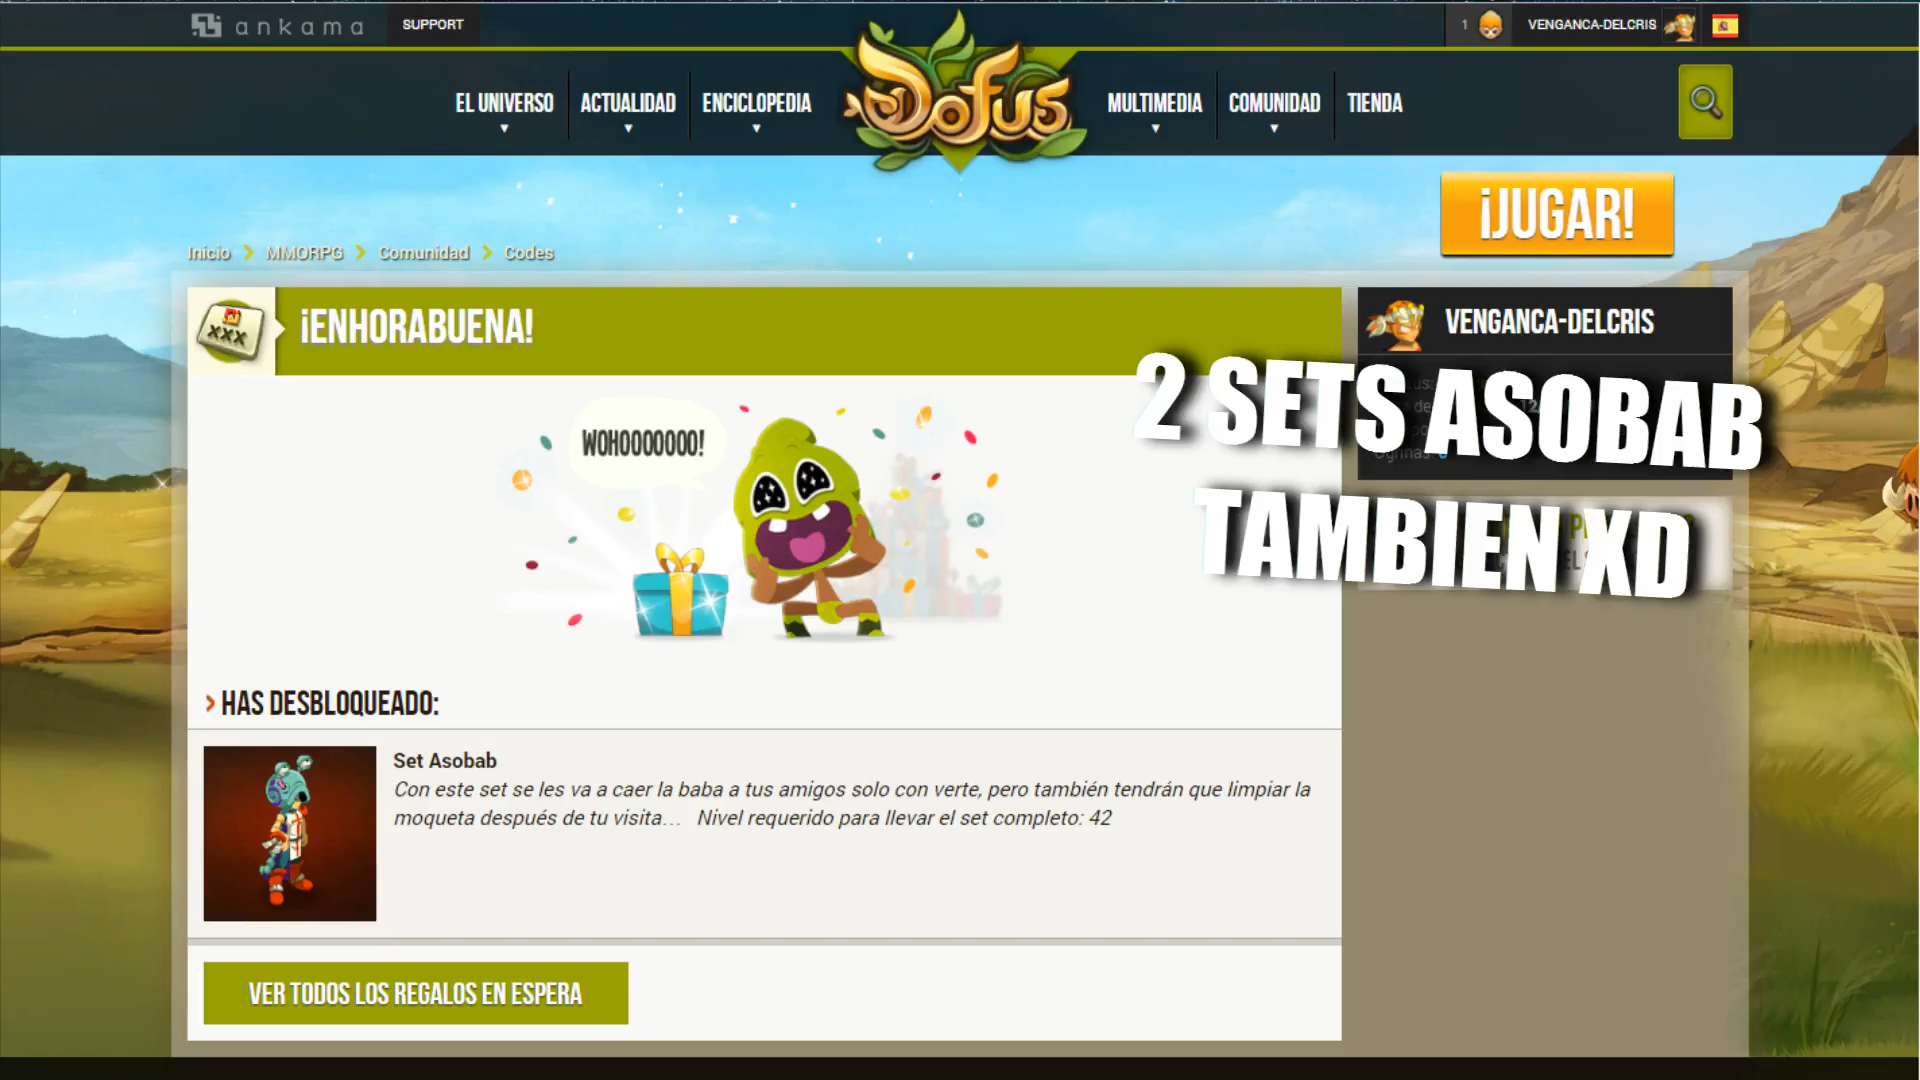 ankama
SUPPORT
1
VENGANCA-DELCRIS
EL UNIVERSO
ACTUALIDAD
ENCICLOPEDIA
DOFUS
MULTIMEDIA
COMUNIDAD
TIENDA
¡JUGAR!
Inicio > MMORPG > Comunidad > Codes
XXX
¡ENHORABUENA!
VENGANCA-DELCRIS
WOHOOOOOOO!
2 SETS ASOBAB
TAMBIEN XD
Ogrinas:
> HAS DESBLOQUEADO:
Set Asobab
Con este set se les va a caer la baba a tus amigos solo con verte, pero también tendrán que limpiar la
moqueta después de tu visita… Nivel requerido para llevar el set completo: 42
VER TODOS LOS REGALOS EN ESPERA